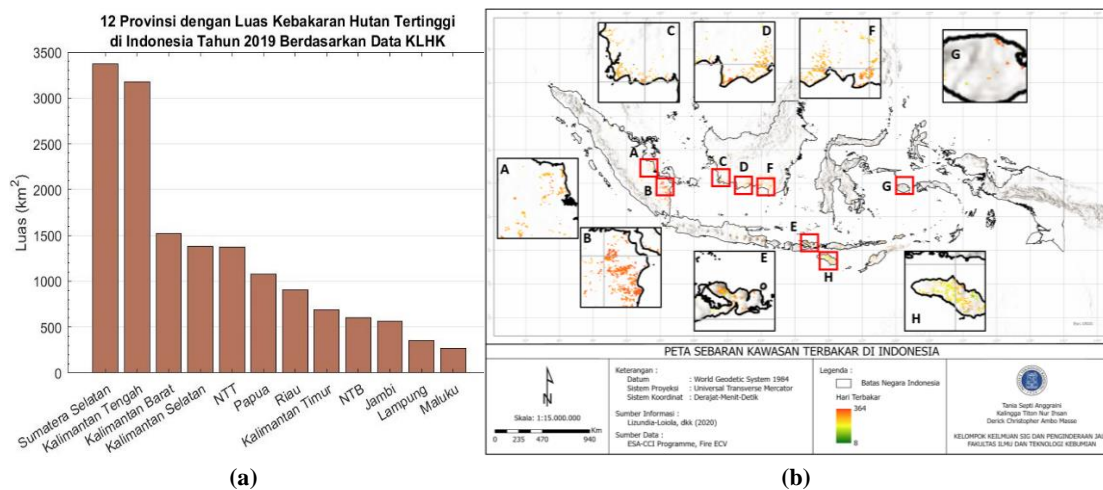 12 Provinsi dengan Luas Kebakaran Hutan Tertinggi
di Indonesia Tahun 2019 Berdasarkan Data KLHK
Luas (km²)
3500
3000
2500
2000
1500
1000
500
0
Sumatera Selatan
Kalimantan Tengah
Kalimantan Barat
Kalimantan Selatan
NTT
Papua
Riau
Kalimantan Timur
NTB
Jambi
Lampung
Maluku
(a)
C
D
F
G
A
B
C
D
F
G
A
B
E
E
H
H
PETA SEBARAN KAWASAN TERBAKAR DI INDONESIA
Skala: 1:15.000.000
0 235 470 940 Km
Keterangan :
Datum : World Geodetic System 1984
Sistem Proyeksi : Universal Transverse Mercator
Sistem Koordinat : Derajat-Menit-Detik
Sumber Informasi :
Lizundia-Loiola, dkk (2020)
Sumber Data :
ESA-CCI Programme, Fire ECV
Legenda :
Batas Negara Indonesia
Hari Terbakar
364
8
Tania Septi Anggraini
Kalingga Titon Nur Ihsan
Derick Christopher Ambo Masse
KELOMPOK KEILMUAN SIG DAN PENGINDERAAN JAU
FAKULTAS ILMU DAN TEKNOLOGI KEBUMIAN
(b)